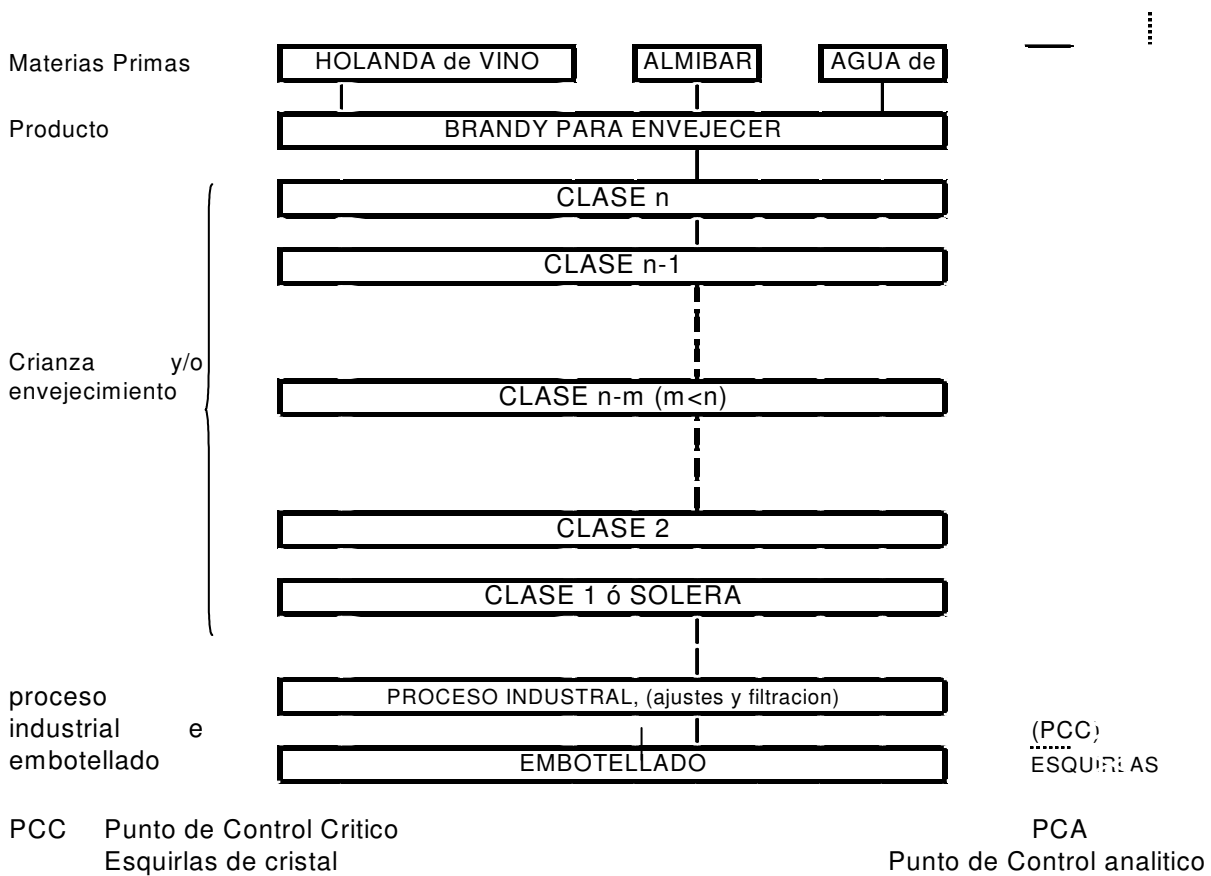 Materias Primas HOLANDA de VINO ALMIBAR AGUA de
Producto BRANDY PARA ENVEJECER
CLASE n
CLASE n-1
Crianza y/o
envejecimiento
CLASE n-m (m<n)
CLASE 2
CLASE 1 ó SOLERA
proceso
industrial e
embotellado
PROCESO INDUSTRAL, (ajustes y filtracion)
(PCC)
EMBOTELLADO
ESQUIRLAS
PCC Punto de Control Critico PCA
Esquirlas de cristal Punto de Control analitico